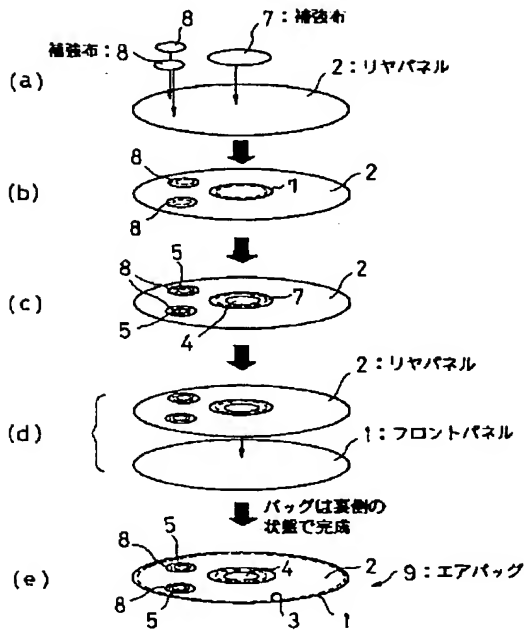 8
7：補強布
補強布：8
(a)
2：リヤパネル
8
2
(b)
7
8
5
8
2
(c)
7
5
4
2：リヤパネル
(d)
1：フロントパネル
バッグは裏側の
状態で完成
5
8
4
2
(e)
9：エアバッグ
8
5
3
1